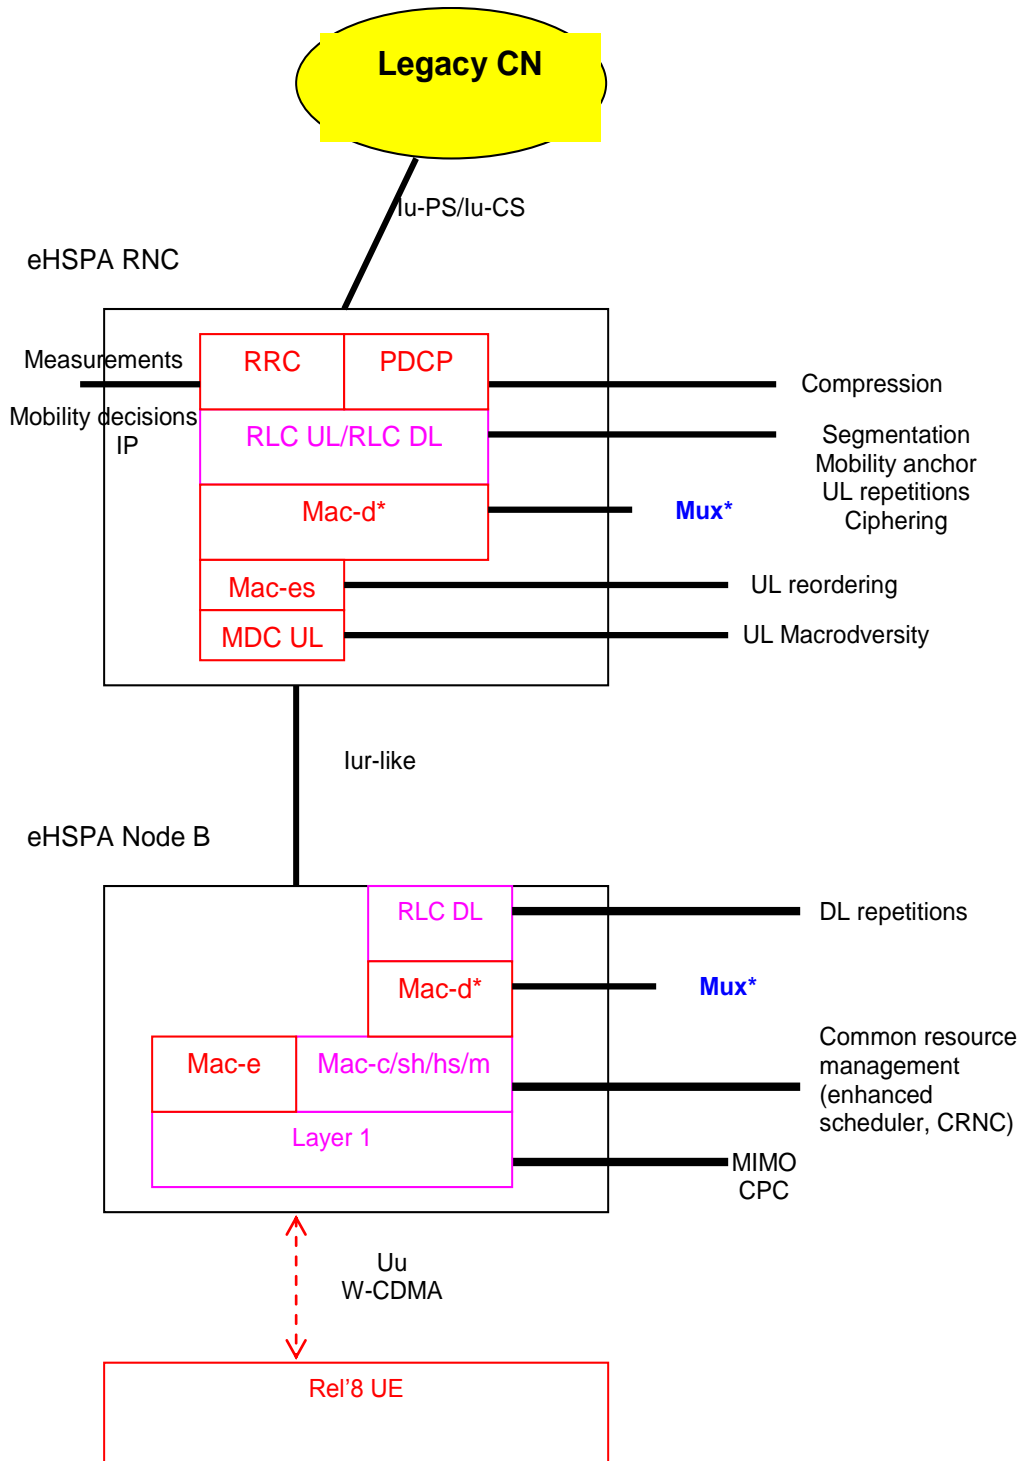 Legacy CN
Iu-PS/Iu-CS
eHSPA RNC
Measurements
Mobility decisions
IP
RRC
PDCP
Compression
RLC UL/RLC DL
Segmentation
Mobility anchor
UL repetitions
Ciphering
Mac-d*
Mux*
Mac-es
UL reordering
MDC UL
UL Macrodversity
Iur-like
eHSPA Node B
RLC DL
DL repetitions
Mac-d*
Mux*
Mac-e
Mac-c/sh/hs/m
Common resource
management
(enhanced
scheduler, CRNC)
Layer 1
MIMO
CPC
Uu
W-CDMA
Rel’8 UE